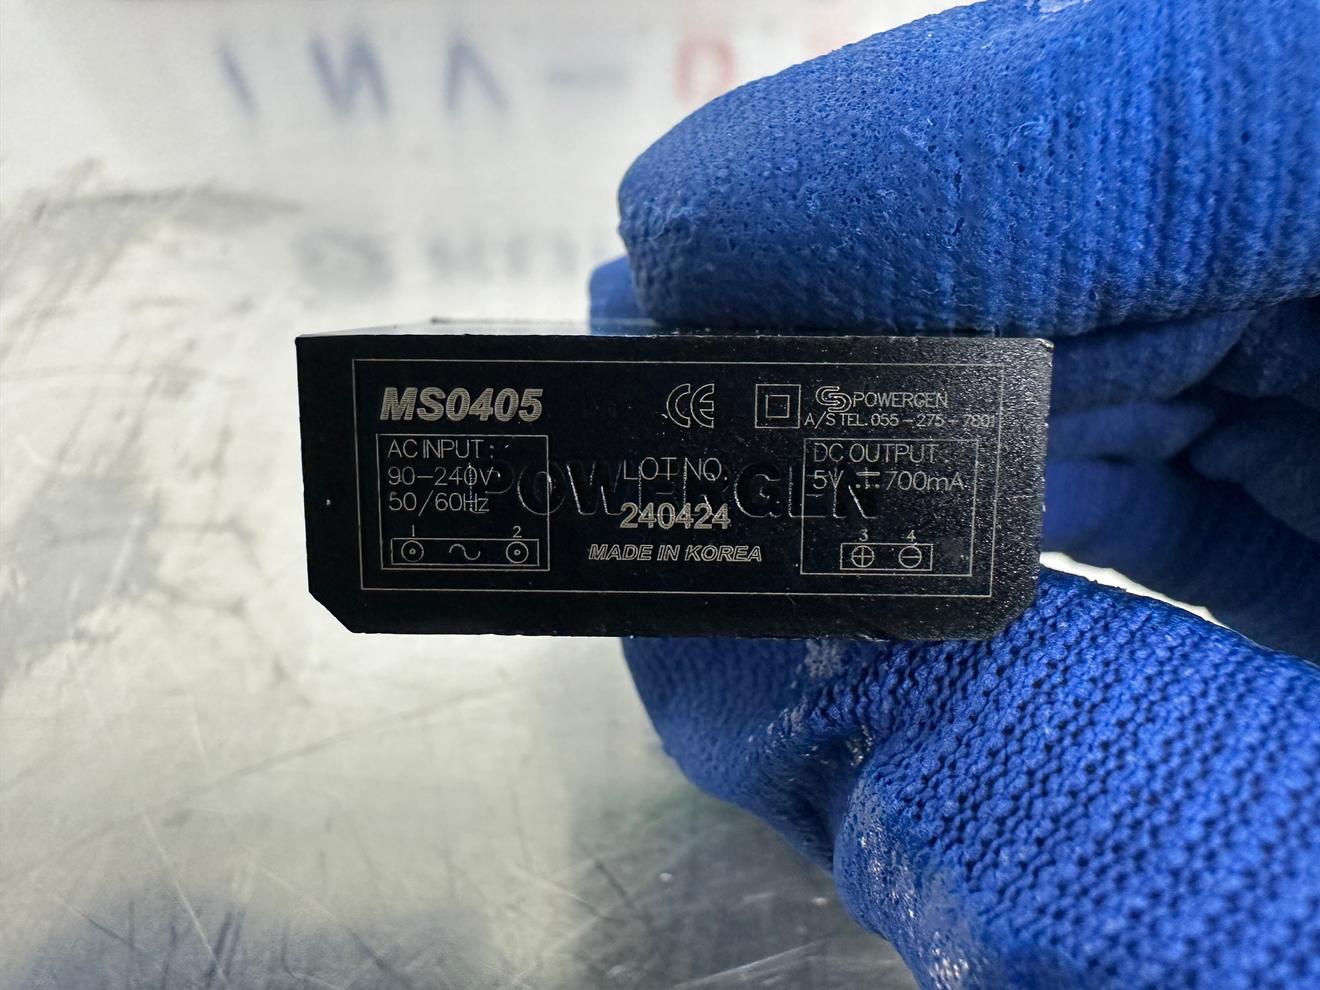 MS0405
CE
POWERGEN
A/S TEL. 055-275-7801
AC INPUT :
90-240V
50/60Hz
1 2
LOT NO.
240424
MADE IN KOREA
DC OUTPUT :
5V 700mA
3 4
POWERGEN